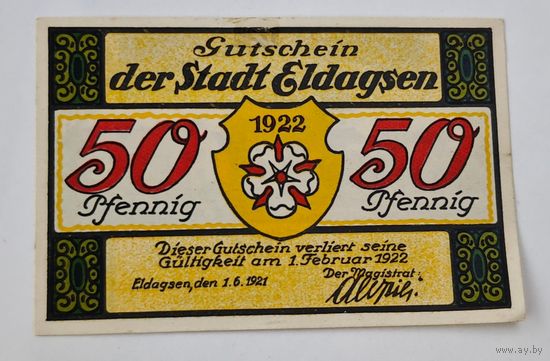 Gutschein
der Stadt Eldagsen
1922
50 Pfennig
50 Pfennig
Dieser Gutschein verliert seine
Gültigkeit am 1. Februar 1922
Eldagsen, den 1.6.1921
Der Magistrat:
www.ay.by